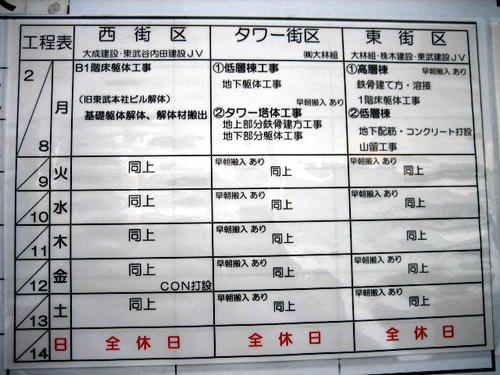 工程表 西街区 タワー街区 東街区
大成建設・東武谷内田建設JV ㈱大林組 大林組・株木建設・東武建設JV
2/8 月
B1階床躯体工事
(旧東武本社ビル解体)
基礎躯体解体、解体材搬出
①低層棟工事
地下躯体工事
早朝搬入 あり
②タワー塔体工事
地上部分鉄骨建方工事
地下部分躯体工事
①高層棟 早朝搬入 あり
鉄骨建て方・溶接
1階床躯体工事
②低層棟
地下配筋・コンクリート打設
山留工事
9 火 同上 早朝搬入 あり 同上 早朝搬入 あり 同上
10 水 同上 早朝搬入 あり 同上 早朝搬入 あり 同上
11 木 同上 早朝搬入 あり 同上 同上
12 金 同上 CON打設 早朝搬入 あり 同上 早朝搬入 あり 同上
13 土 同上 早朝搬入 あり 同上 早朝搬入 あり 同上
14 日 全休日 全休日 全休日